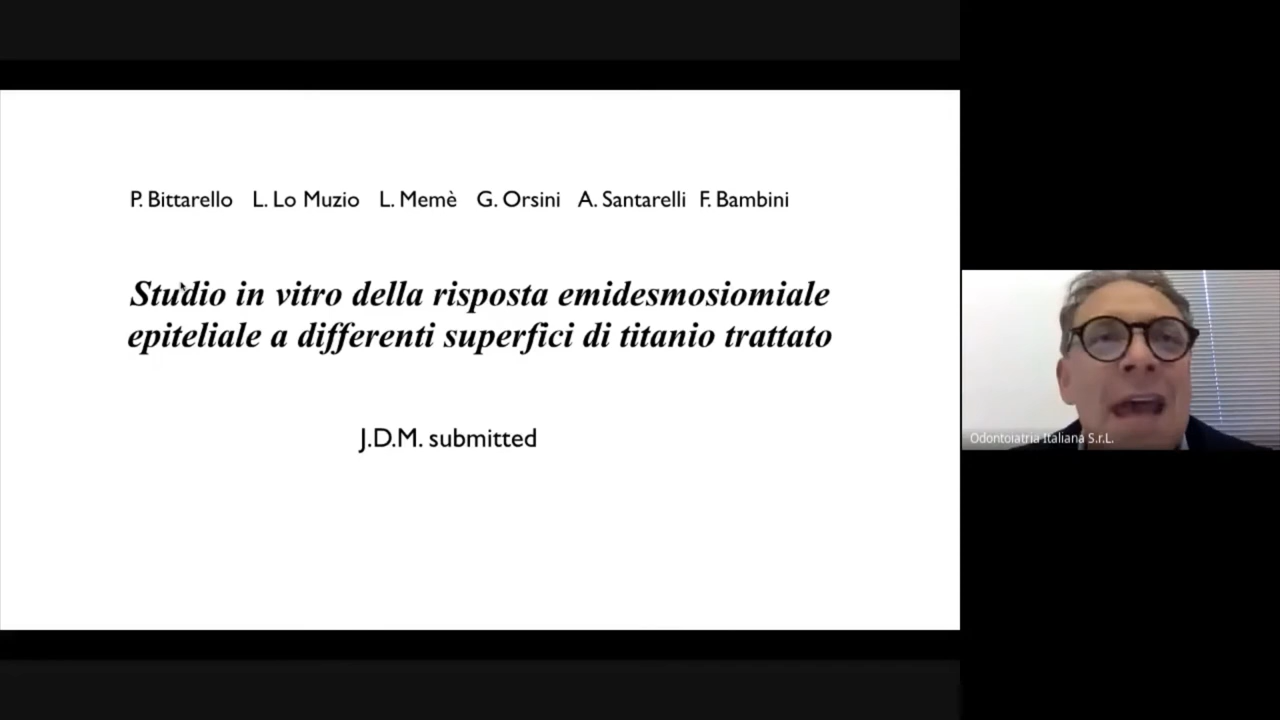 P. Bittarello L. Lo Muzio L. Memè G. Orsini A. Santarelli F. Bambini
Studio in vitro della risposta emidesmosiomiale
epiteliale a differenti superfici di titanio trattato
J.D.M. submitted
Odontoiatria Italiana S.r.L.